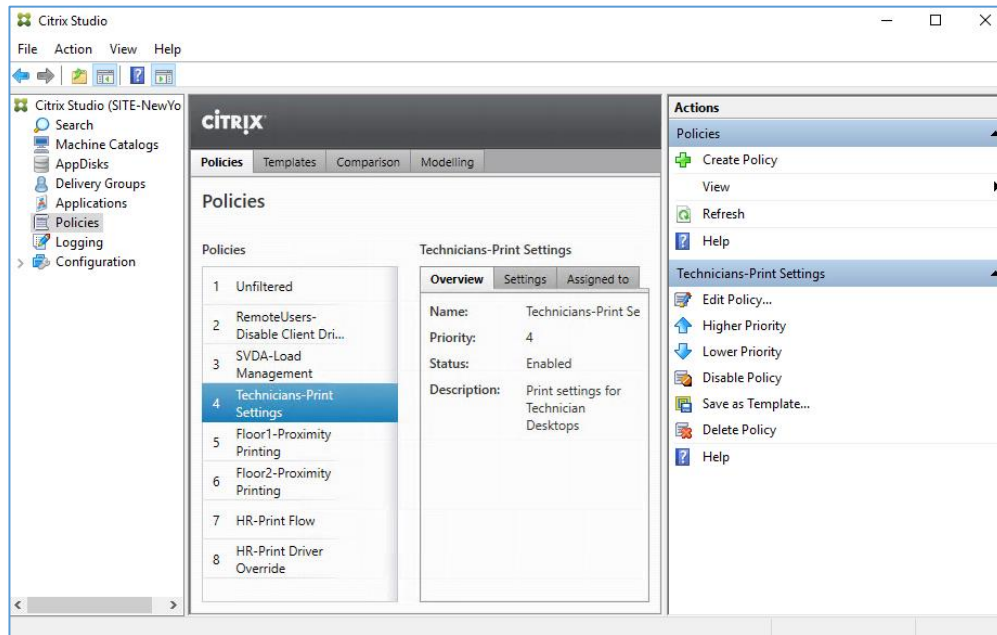 Citrix Studio
File Action View Help
Citrix Studio (SITE-NewYo
Search
Machine Catalogs
AppDisks
Delivery Groups
Applications
Policies
Logging
Configuration
CİTRIX
Policies Templates Comparison Modelling
Policies
Policies
1 Unfiltered
2 RemoteUsers-
Disable Client Dri...
3 SVDA-Load
Management
4 Technicians-Print
Settings
5 Floor1-Proximity
Printing
6 Floor2-Proximity
Printing
7 HR-Print Flow
8 HR-Print Driver
Override
Technicians-Print Settings
Overview Settings Assigned to
Name: Technicians-Print Se
Priority: 4
Status: Enabled
Description: Print settings for
Technician
Desktops
Actions
Policies
Create Policy
View
Refresh
Help
Technicians-Print Settings
Edit Policy...
Higher Priority
Lower Priority
Disable Policy
Save as Template...
Delete Policy
Help